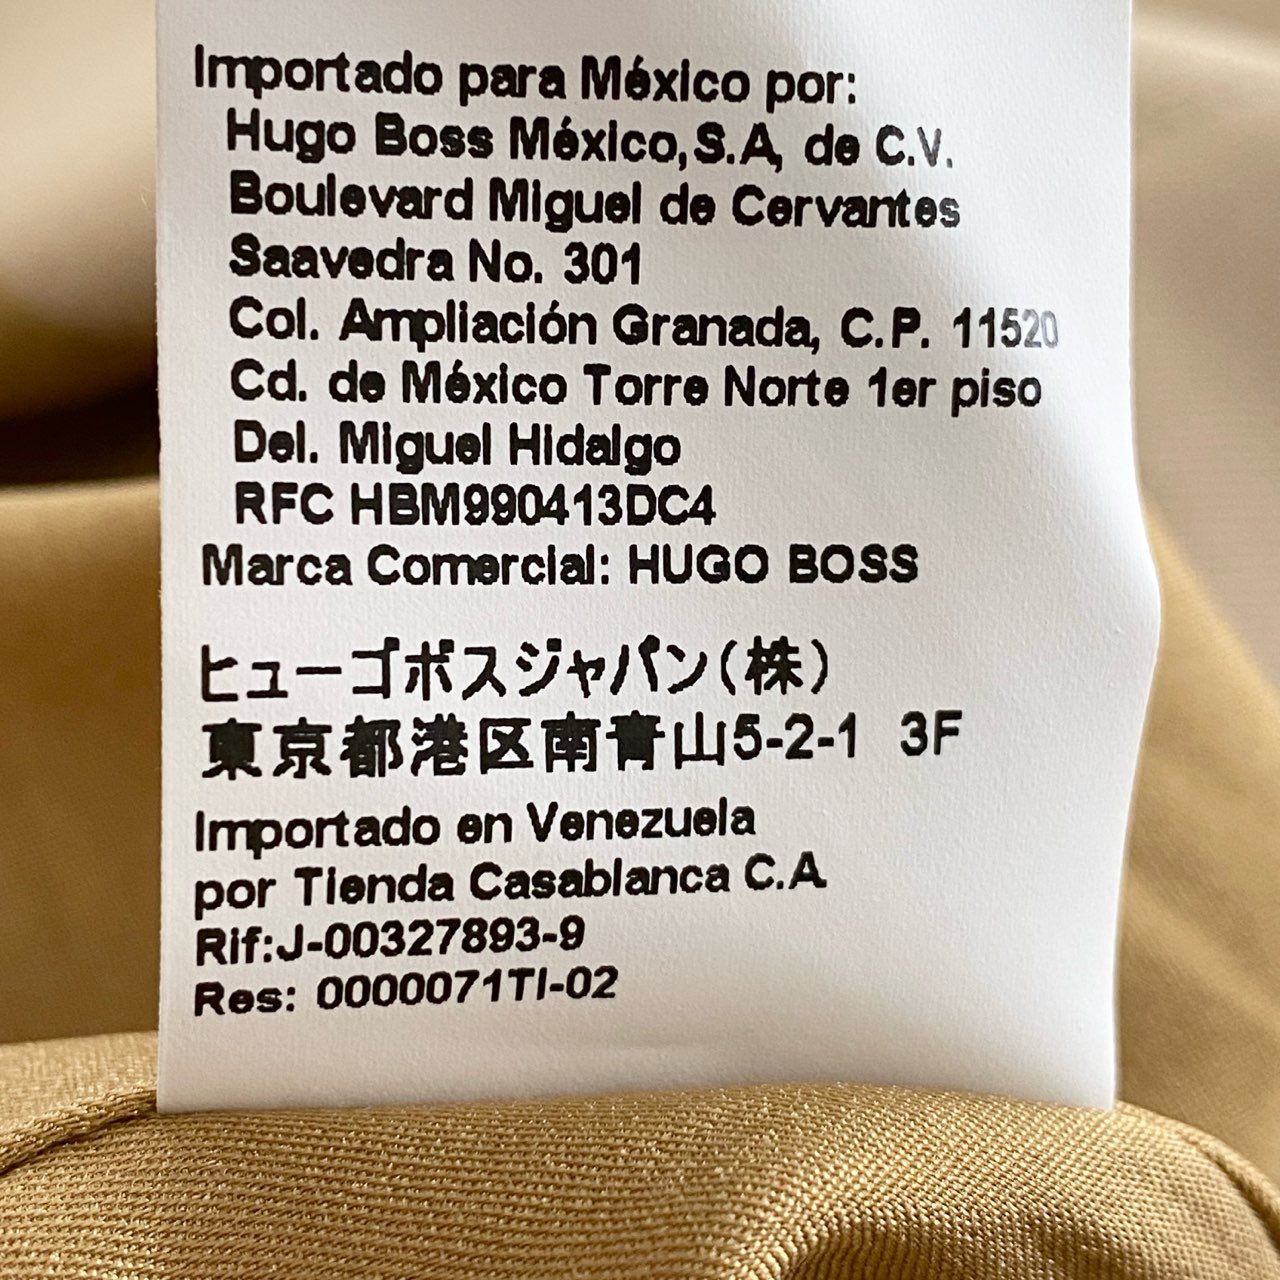 Importado para México por:
Hugo Boss México,S.A, de C.V.
Boulevard Miguel de Cervantes
Saavedra No. 301
Col. Ampliación Granada, C.P. 11520
Cd. de México Torre Norte 1er piso
Del. Miguel Hidalgo
RFC HBM990413DC4
Marca Comercial: HUGO BOSS
ヒューゴボスジャパン(株)
東京都港区南青山5-2-1 3F
Importado en Venezuela
por Tienda Casablanca C.A
Rif:J-00327893-9
Res: 0000071TI-02